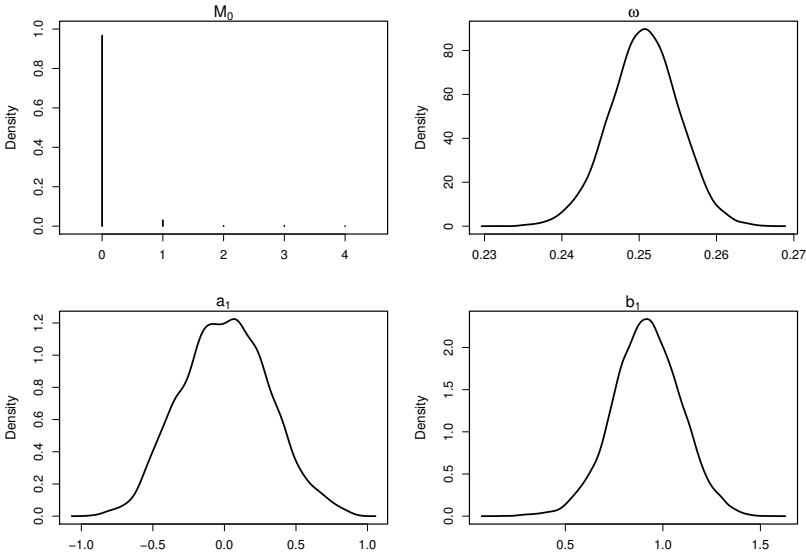 M₀
Density
0.0 0.2 0.4 0.6 0.8 1.0
0 1 2 3 4
ω
Density
0 20 40 60 80
0.23 0.24 0.25 0.26 0.27
a₁
Density
0.0 0.2 0.4 0.6 0.8 1.0 1.2
−1.0 −0.5 0.0 0.5 1.0
b₁
Density
0.0 0.5 1.0 1.5 2.0
0.5 1.0 1.5